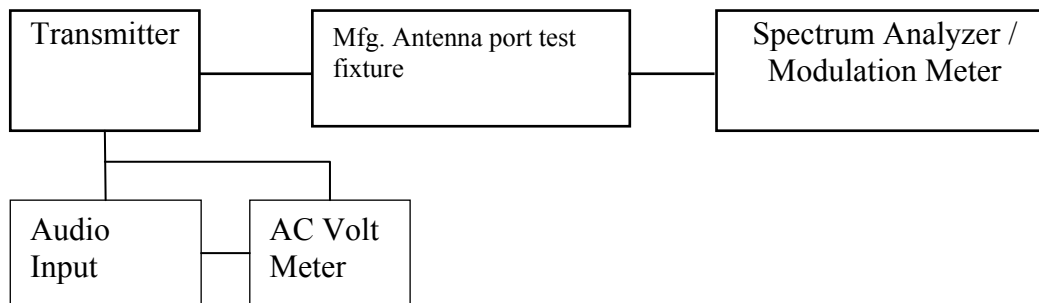 Transmitter
Mfg. Antenna port test
fixture
Spectrum Analyzer /
Modulation Meter
Audio
Input
AC Volt
Meter